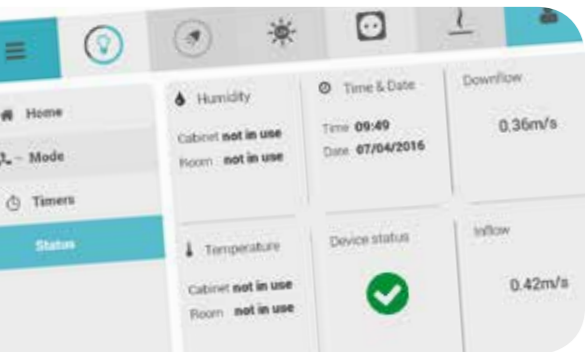 Home
Mode
Timers
Status
Humidity
Cabinet not in use
Room not in use
Time & Date
Time 09:49
Date 07/04/2016
Downflow
0.36m/s
Temperature
Cabinet not in use
Room not in use
Device status
Inflow
0.42m/s